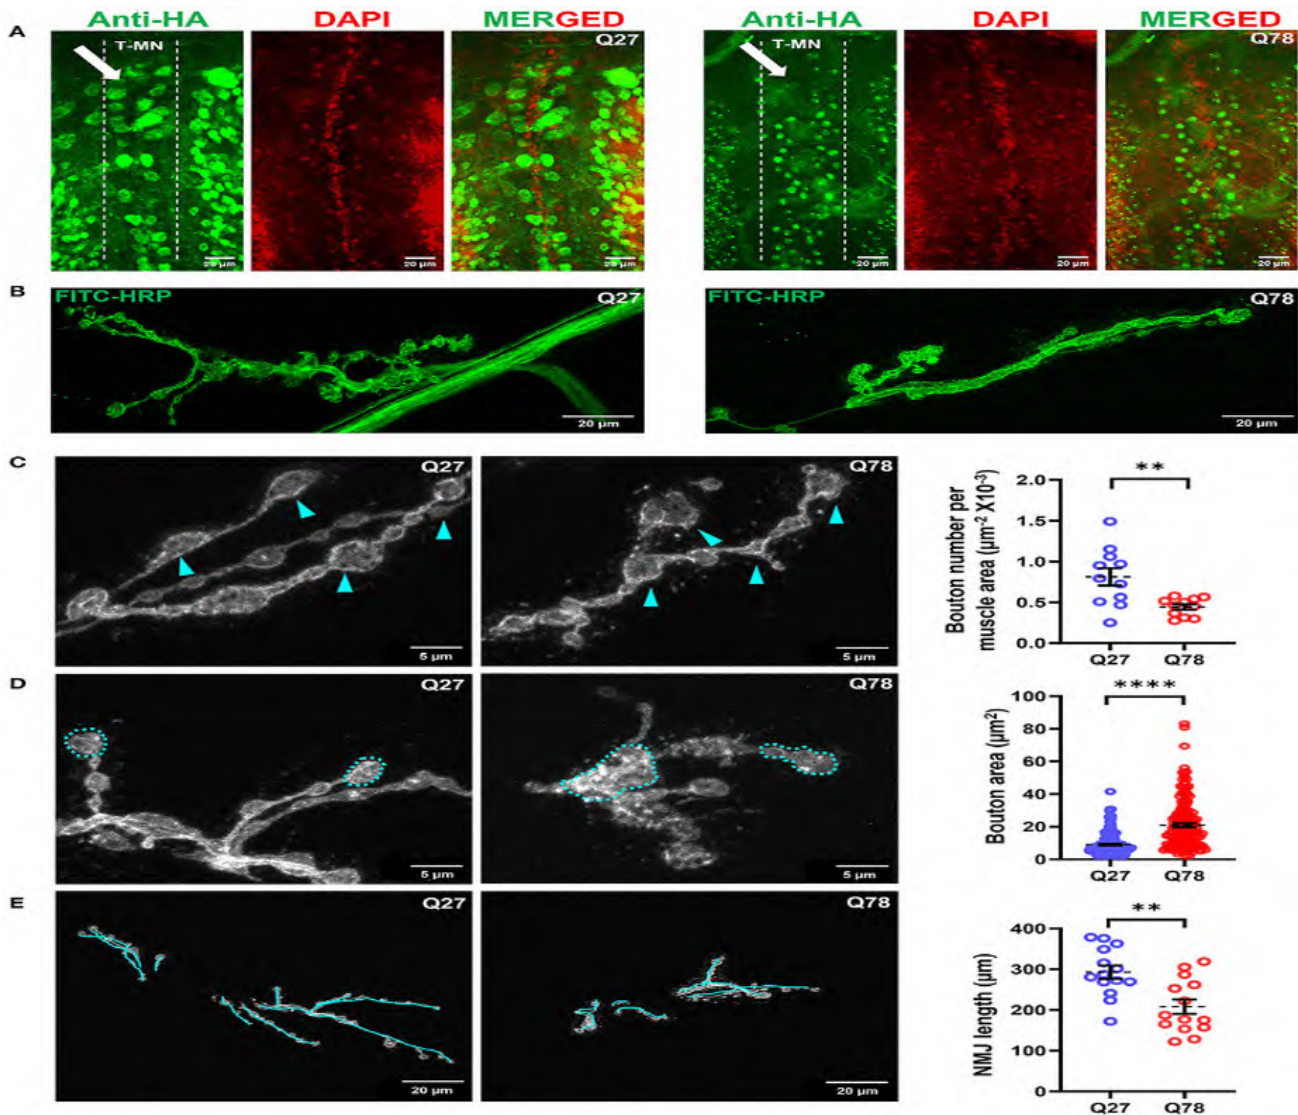 Anti-HA DAPI MERGED Anti-HA DAPI MERGED
A
T-MN Q27 T-MN Q78
20 µm 20 µm 20 µm 20 µm 20 µm 20 µm
B
FITC-HRP Q27 FITC-HRP Q78
20 µm 20 µm
C
Q27 Q78
5 µm 5 µm
Bouton number per
muscle area (µm⁻² X10⁻³)
**
2.0
1.5
1.0
0.5
0.0
Q27 Q78
D
Q27 Q78
5 µm 5 µm
Bouton area (µm²)
****
100
80
60
40
20
0
Q27 Q78
E
Q27 Q78
20 µm 20 µm
NMJ length (µm)
**
400
300
200
100
0
Q27 Q78